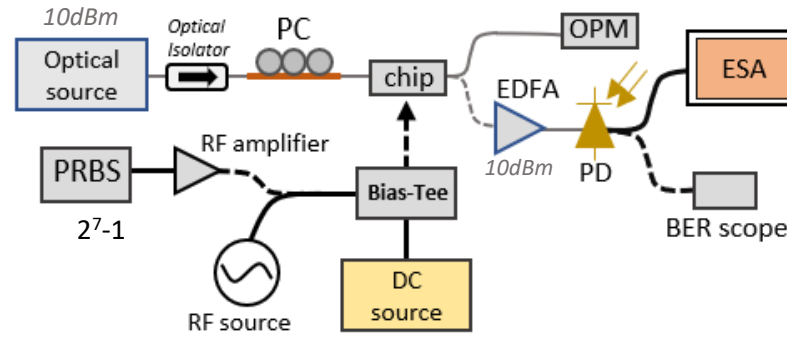 10dBm
Optical
source
Optical
Isolator
PC
chip
OPM
EDFA
10dBm
PD
ESA
BER scope
PRBS
2⁷-1
RF amplifier
Bias-Tee
RF source
DC
source